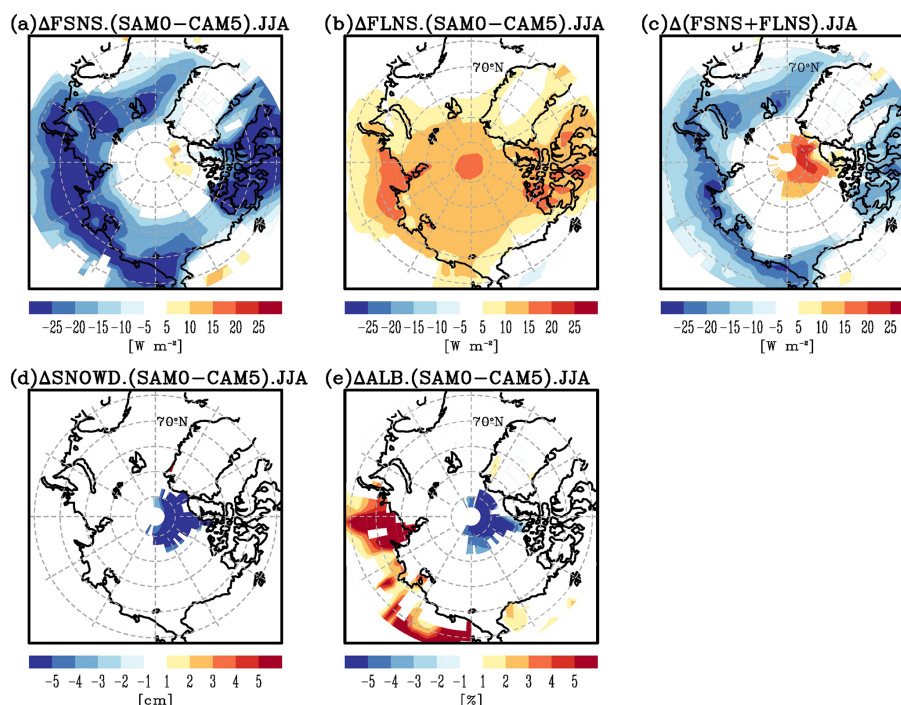 (a)ΔFSNS.(SAM0−CAM5).JJA
(b)ΔFLNS.(SAM0−CAM5).JJA
(c)Δ(FSNS+FLNS).JJA
70°N
70°N
-25 -20 -15 -10 -5 5 10 15 20 25
[W m⁻²]
-25 -20 -15 -10 -5 5 10 15 20 25
[W m⁻²]
-25 -20 -15 -10 -5 5 10 15 20 25
[W m⁻²]
(d)ΔSNOWD.(SAM0−CAM5).JJA
(e)ΔALB.(SAM0−CAM5).JJA
70°N
70°N
-5 -4 -3 -2 -1 1 2 3 4 5
[cm]
-5 -4 -3 -2 -1 1 2 3 4 5
[%]